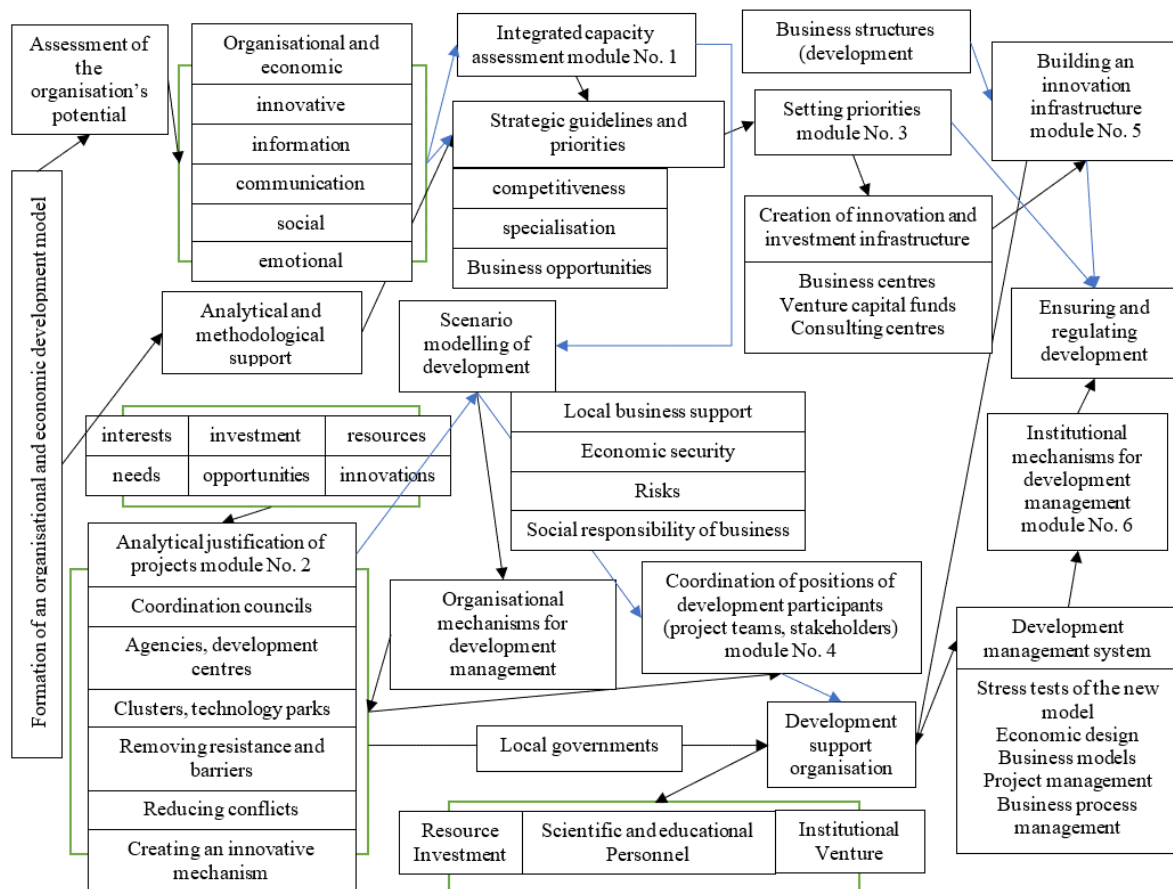 Assessment of
the
organisation's
potential
Organisational and
economic
innovative
information
communication
social
emotional
Integrated capacity
assessment module No. 1
Strategic guidelines and
priorities
competitiveness
specialisation
Business opportunities
Business structures
(development
Setting priorities
module No. 3
Building an
innovation
infrastructure
module No. 5
Creation of innovation and
investment infrastructure
Business centres
Venture capital funds
Consulting centres
Formation of an organisational and economic development model
Analytical and
methodological
support
Scenario
modelling of
development
Ensuring and
regulating
development
interests
investment
resources
needs
opportunities
innovations
Local business support
Economic security
Risks
Social responsibility of business
Institutional
mechanisms for
development
management
module No. 6
Analytical justification of
projects module No. 2
Coordination councils
Agencies, development
centres
Clusters, technology parks
Removing resistance and
barriers
Reducing conflicts
Creating an innovative
mechanism
Organisational
mechanisms for
development
management
Coordination of positions of
development participants
(project teams, stakeholders)
module No. 4
Local governments
Development
support
organisation
Development
management system
Stress tests of the new
model
Economic design
Business models
Project management
Business process
management
Resource
Investment
Scientific and educational
Personnel
Institutional
Venture